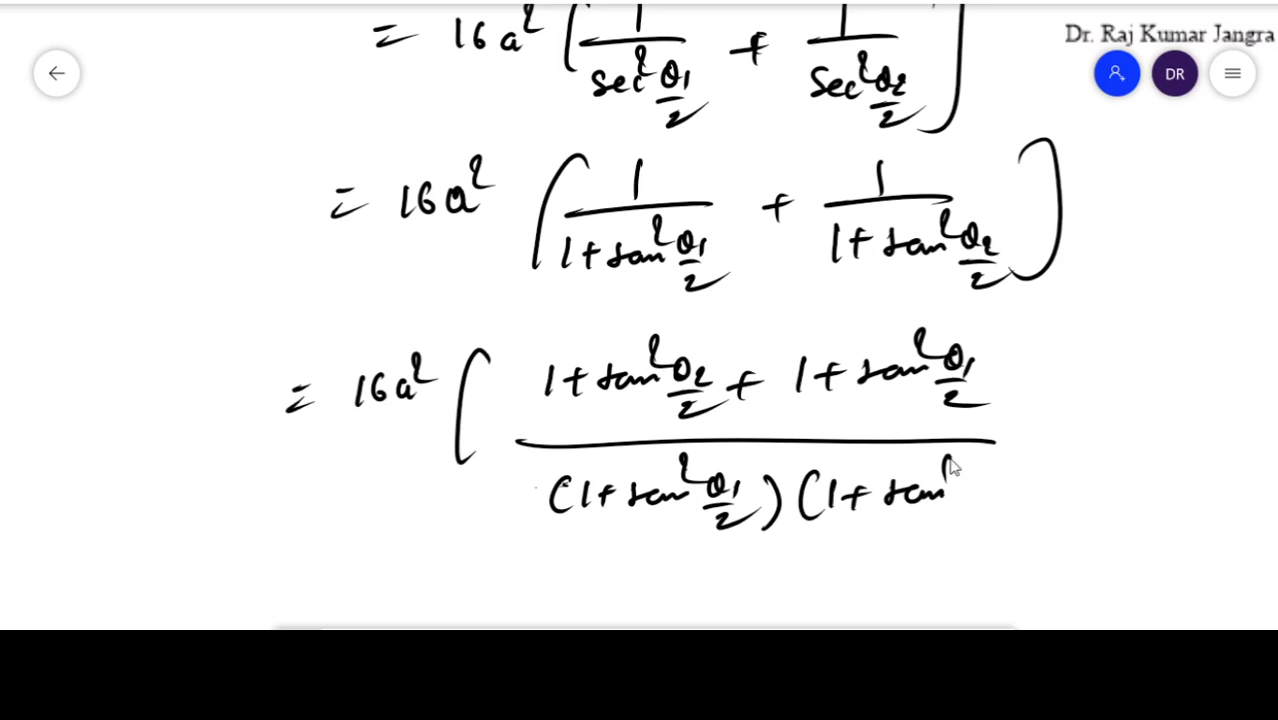 = 16a² [ 1/(sec² θ₁/2) + 1/(sec² θ₂/2) ]
Dr. Raj Kumar Jangra
DR
= 16a² ( 1/(1+tan² θ₁/2) + 1/(1+tan² θ₂/2) )
= 16a² ( (1+tan² θ₂/2 + 1+tan² θ₁/2) / (1+tan² θ₁/2) (1+tan